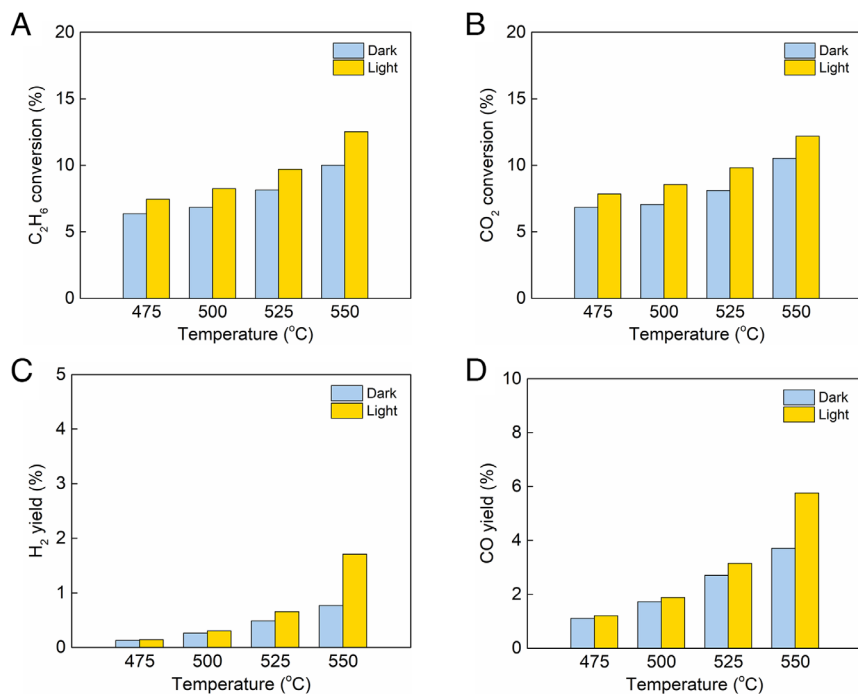 A
C₂H₆ conversion (%)
20
15
10
5
0
Dark
Light
475 500 525 550
Temperature (°C)
B
CO₂ conversion (%)
20
15
10
5
0
Dark
Light
475 500 525 550
Temperature (°C)
C
H₂ yield (%)
5
4
3
2
1
0
Dark
Light
475 500 525 550
Temperature (°C)
D
CO yield (%)
10
8
6
4
2
0
Dark
Light
475 500 525 550
Temperature (°C)